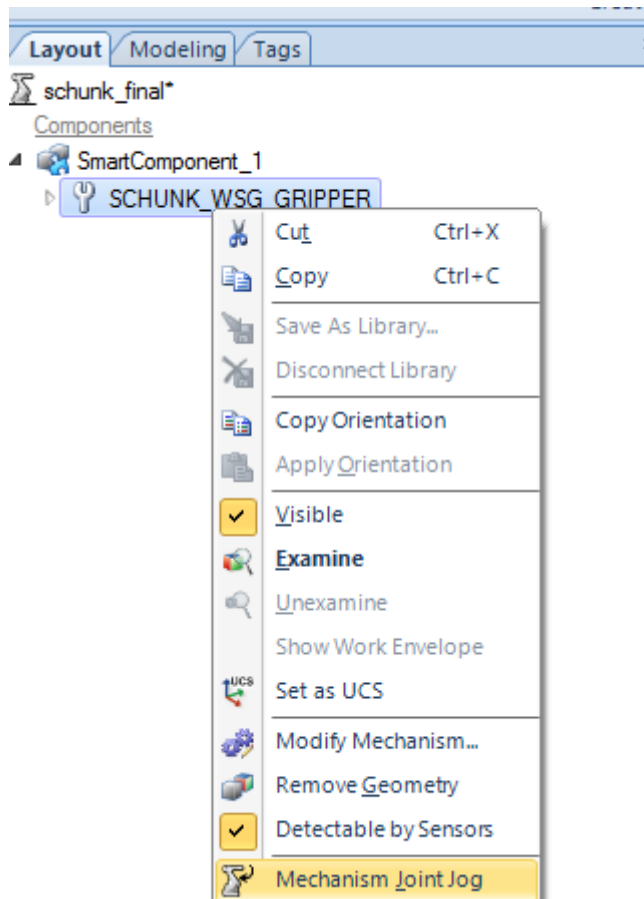 Layout Modeling Tags
schunk_final*
Components
SmartComponent_1
SCHUNK_WSG_GRIPPER
Cut Ctrl+X
Copy Ctrl+C
Save As Library...
Disconnect Library
Copy Orientation
Apply Orientation
Visible
Examine
Unexamine
Show Work Envelope
UCS Set as UCS
Modify Mechanism...
Remove Geometry
Detectable by Sensors
Mechanism Joint Jog